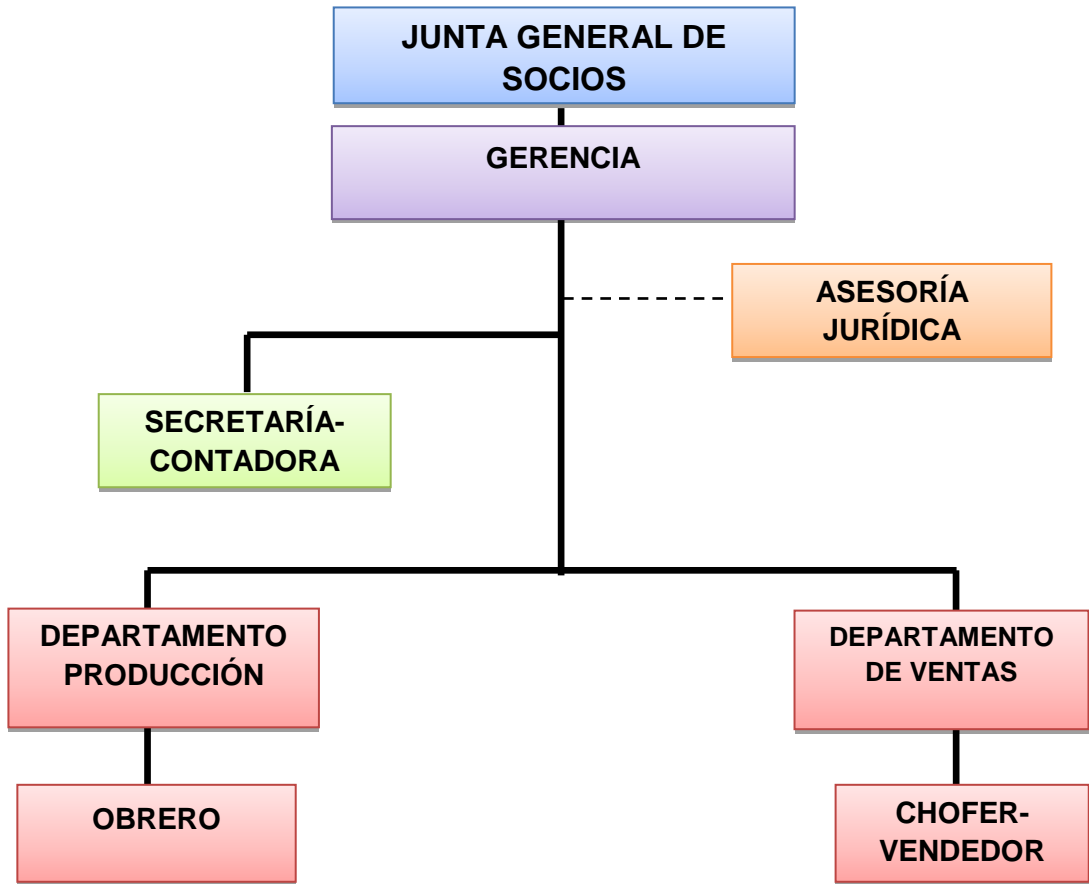 JUNTA GENERAL DE
SOCIOS
GERENCIA
ASESORÍA
JURÍDICA
SECRETARÍA-
CONTADORA
DEPARTAMENTO
PRODUCCIÓN
DEPARTAMENTO
DE VENTAS
OBRERO
CHOFER-
VENDEDOR